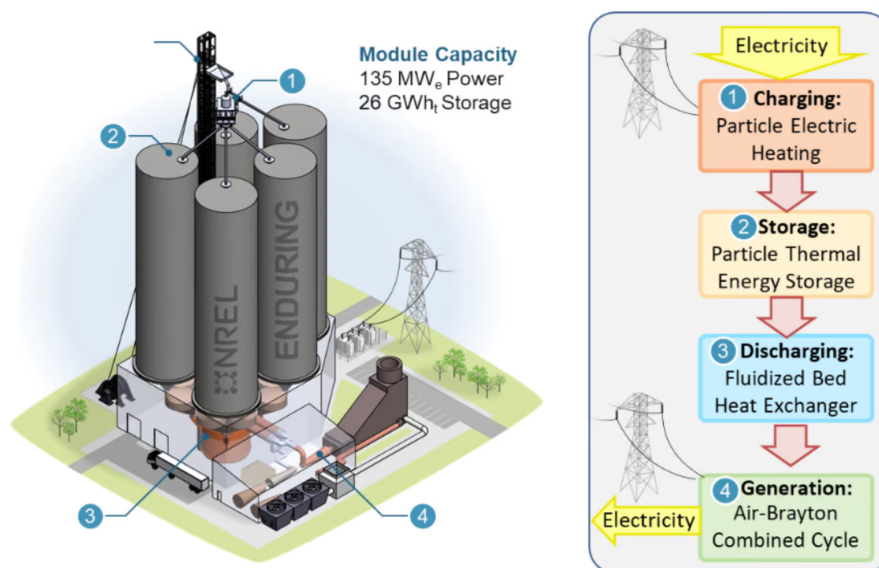 Module Capacity
135 MWₑ Power
26 GWhₜ Storage
1
2
NREL
ENDURING
3
4
Electricity
1 Charging:
Particle Electric
Heating
2 Storage:
Particle Thermal
Energy Storage
3 Discharging:
Fluidized Bed
Heat Exchanger
4 Generation:
Air-Brayton
Combined Cycle
Electricity